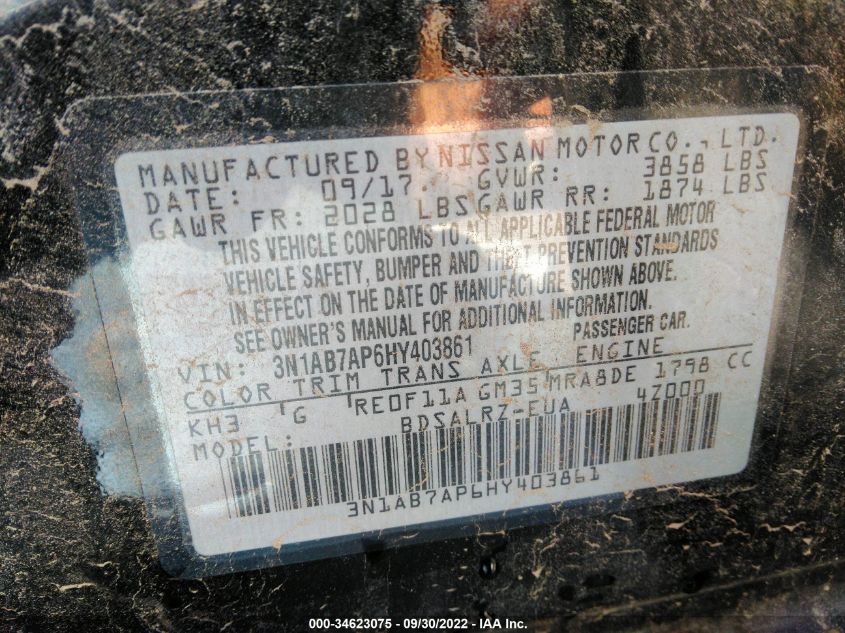 MANUFACTURED BY NISSAN MOTOR CO., LTD.
DATE: 09/17 GVWR: 3858 LBS
GAWR FR: 2028 LBS GAWR RR: 1874 LBS
THIS VEHICLE CONFORMS TO ALL APPLICABLE FEDERAL MOTOR
VEHICLE SAFETY, BUMPER AND THEFT PREVENTION STANDARDS
IN EFFECT ON THE DATE OF MANUFACTURE SHOWN ABOVE.
SEE OWNER'S MANUAL FOR ADDITIONAL INFORMATION.
VIN: 3N1AB7AP6HY403861 PASSENGER CAR.
COLOR TRIM TRANS AXLE ENGINE
KH3 G RE0F11A GM35 MRA8DE 1798 CC
MODEL: BDSALRZ-EUA 4Z000
3N1AB7AP6HY403861
000-34623075 - 09/30/2022 - IAA Inc.